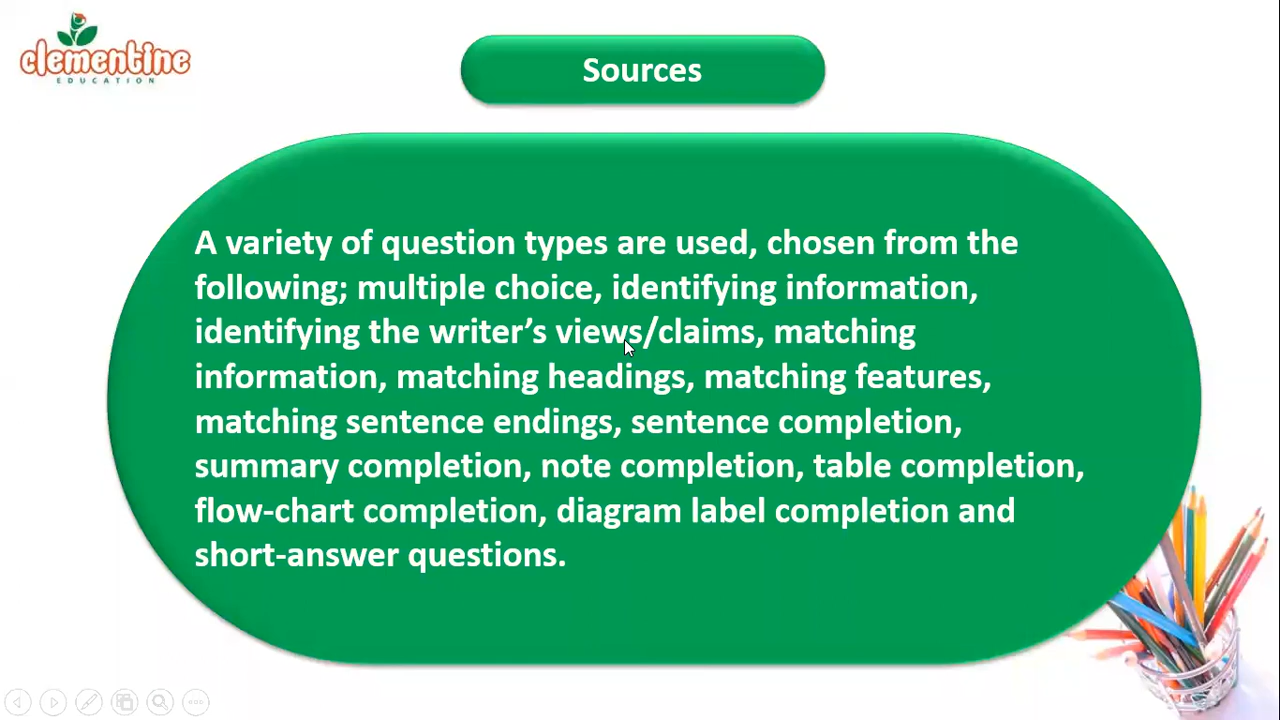 clementine
EDUCATION
Sources
A variety of question types are used, chosen from the
following; multiple choice, identifying information,
identifying the writer’s views/claims, matching
information, matching headings, matching features,
matching sentence endings, sentence completion,
summary completion, note completion, table completion,
flow-chart completion, diagram label completion and
short-answer questions.